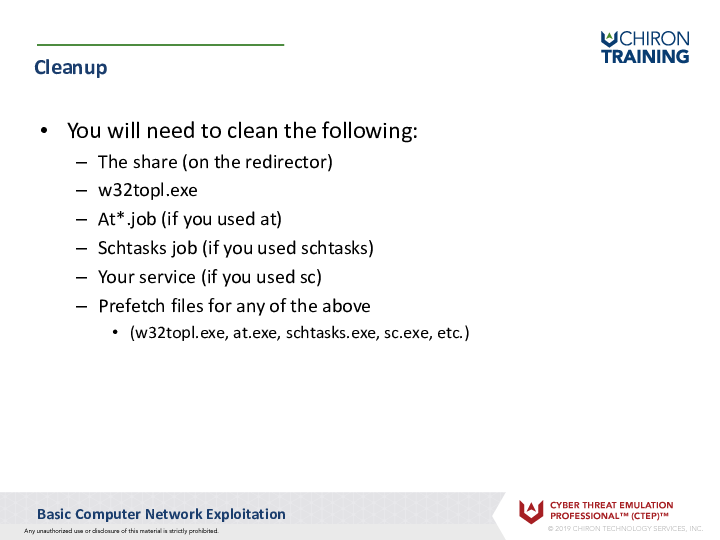 CHIRON
TRAINING
Cleanup
• You will need to clean the following:
– The share (on the redirector)
– w32topl.exe
– At*.job (if you used at)
– Schtasks job (if you used schtasks)
– Your service (if you used sc)
– Prefetch files for any of the above
• (w32topl.exe, at.exe, schtasks.exe, sc.exe, etc.)
Basic Computer Network Exploitation
Any unauthorized use or disclosure of this material is strictly prohibited.
CYBER THREAT EMULATION
PROFESSIONAL™ (CTEP)™
© 2019 CHIRON TECHNOLOGY SERVICES, INC.